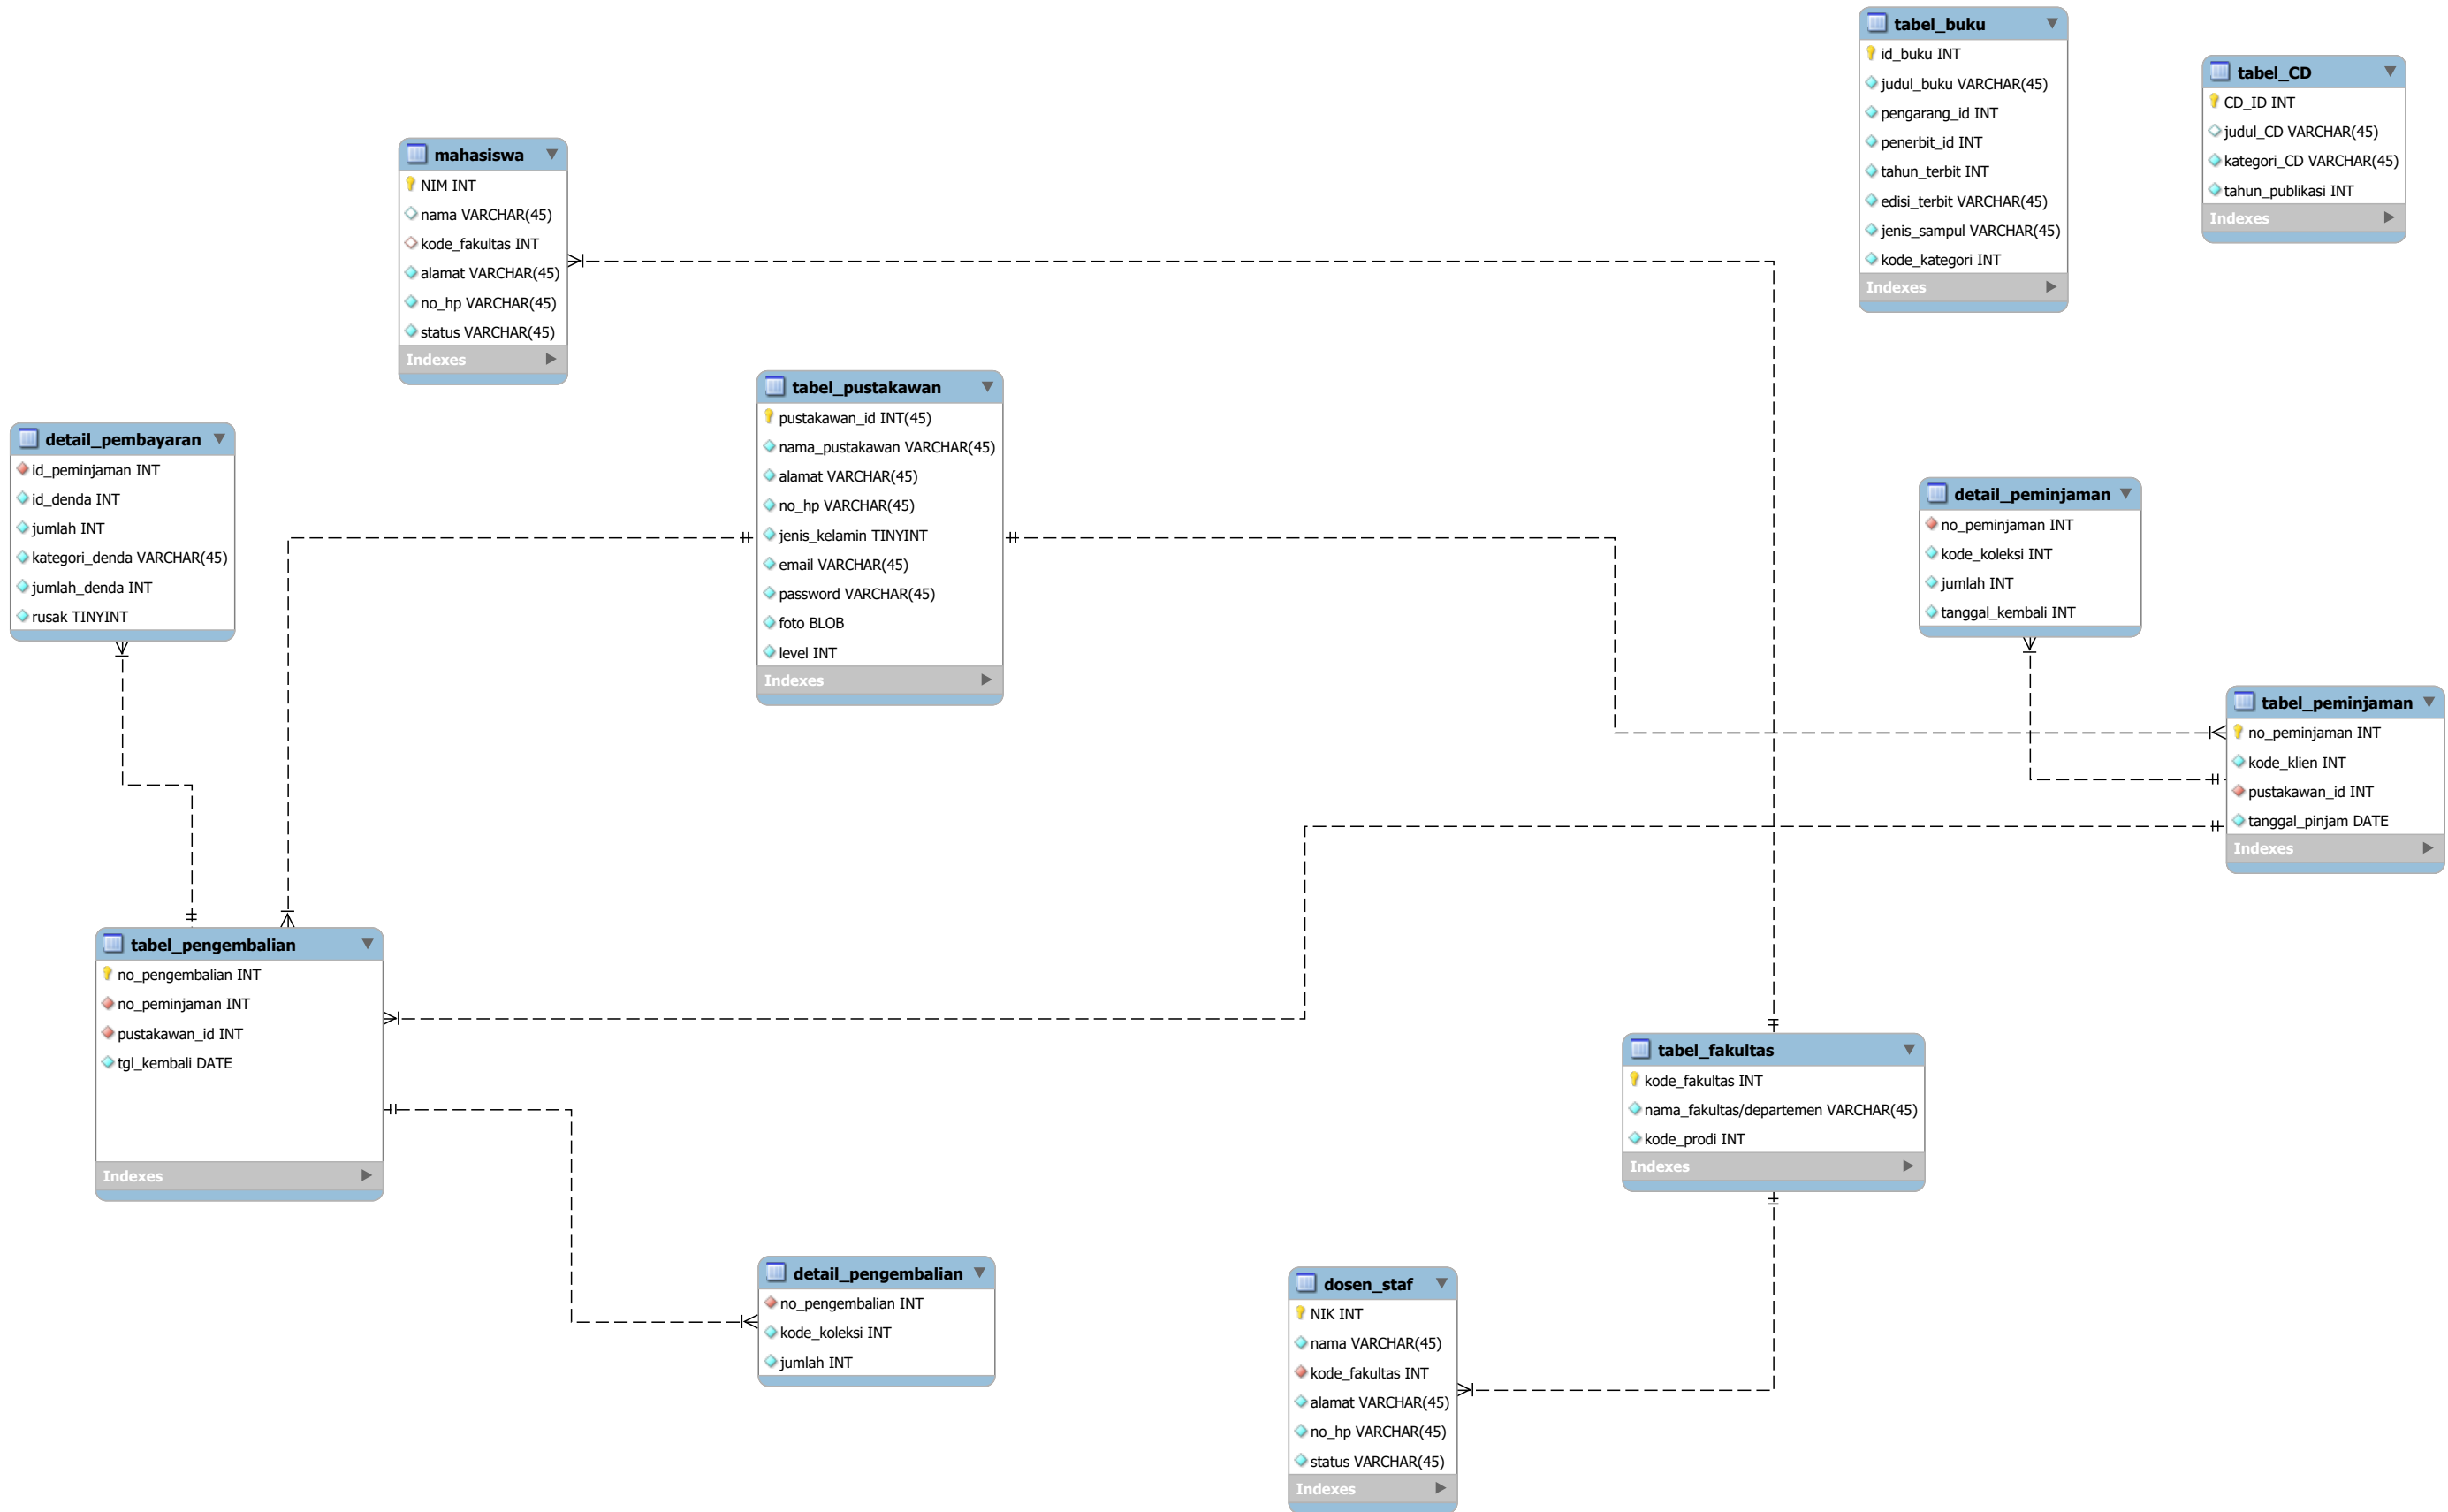 tabel_buku
id_buku INT
judul_buku VARCHAR(45)
pengarang_id INT
penerbit_id INT
tahun_terbit INT
edisi_terbit VARCHAR(45)
jenis_sampul VARCHAR(45)
kode_kategori INT
Indexes
tabel_CD
CD_ID INT
judul_CD VARCHAR(45)
kategori_CD VARCHAR(45)
tahun_publikasi INT
Indexes
mahasiswa
NIM INT
nama VARCHAR(45)
kode_fakultas INT
alamat VARCHAR(45)
no_hp VARCHAR(45)
status VARCHAR(45)
Indexes
tabel_pustakawan
pustakawan_id INT(45)
nama_pustakawan VARCHAR(45)
alamat VARCHAR(45)
no_hp VARCHAR(45)
jenis_kelamin TINYINT
email VARCHAR(45)
password VARCHAR(45)
foto BLOB
level INT
Indexes
detail_pembayaran
id_peminjaman INT
id_denda INT
jumlah INT
kategori_denda VARCHAR(45)
jumlah_denda INT
rusak TINYINT
detail_peminjaman
no_peminjaman INT
kode_koleksi INT
jumlah INT
tanggal_kembali INT
tabel_peminjaman
no_peminjaman INT
kode_klien INT
pustakawan_id INT
tanggal_pinjam DATE
Indexes
tabel_pengembalian
no_pengembalian INT
no_peminjaman INT
pustakawan_id INT
tgl_kembali DATE
Indexes
tabel_fakultas
kode_fakultas INT
nama_fakultas/departemen VARCHAR(45)
kode_prodi INT
Indexes
detail_pengembalian
no_pengembalian INT
kode_koleksi INT
jumlah INT
dosen_staf
NIK INT
nama VARCHAR(45)
kode_fakultas INT
alamat VARCHAR(45)
no_hp VARCHAR(45)
status VARCHAR(45)
Indexes